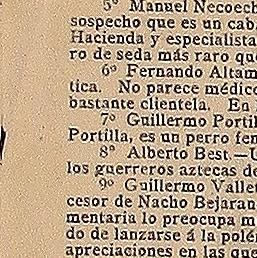 5º Manuel Necoech
sospecho que es un cab
Hacienda y especialista
ro de seda más raro que
6º Fernando Altam
tica. No parece médico
bastante clientela. En
7º Guillermo Portil
Portilla, es un perro fen
8º Alberto Best.—U
los guerreros aztecas de
9º Guillermo Vallet
cesor de Nacho Bejaran
mentaria lo preocupa m
do de lanzarse á la polé
apreciaciones en las que